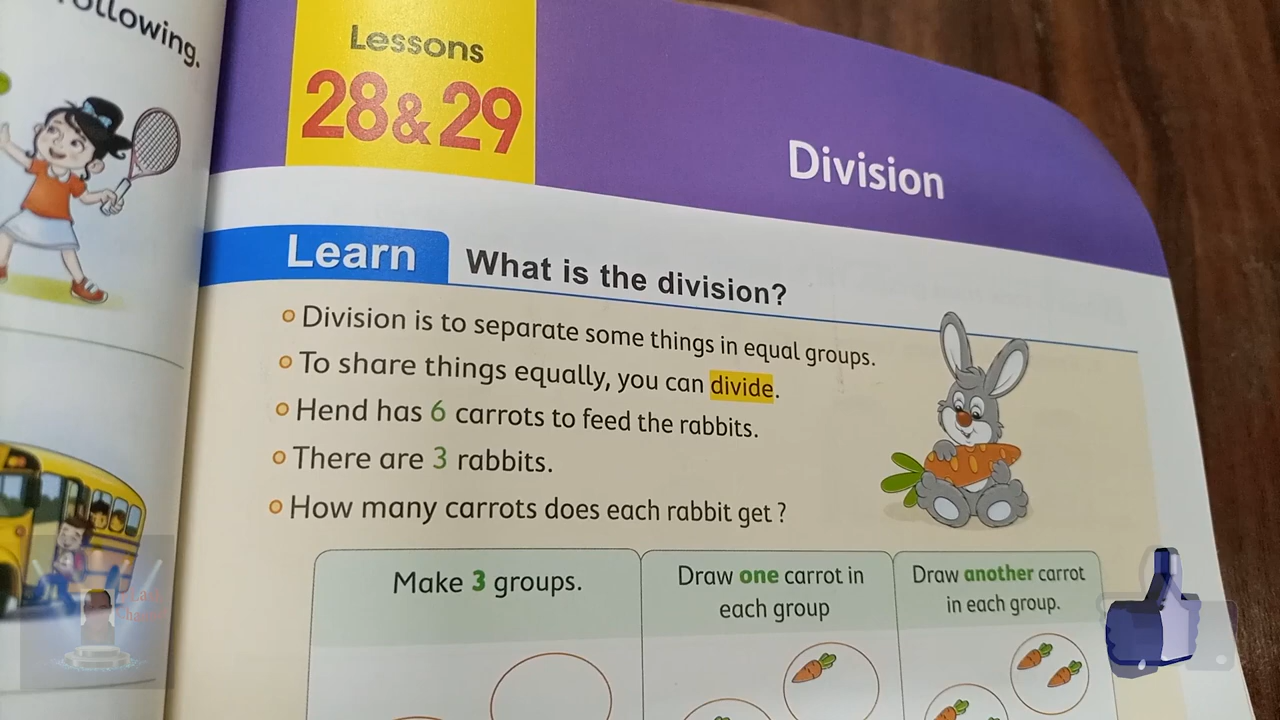 following.
Lessons
28 & 29
Division
Learn
What is the division?
Division is to separate some things in equal groups.
To share things equally, you can divide.
Hend has 6 carrots to feed the rabbits.
There are 3 rabbits.
How many carrots does each rabbit get ?
Make 3 groups.
Draw one carrot in
each group
Draw another carrot
in each group.